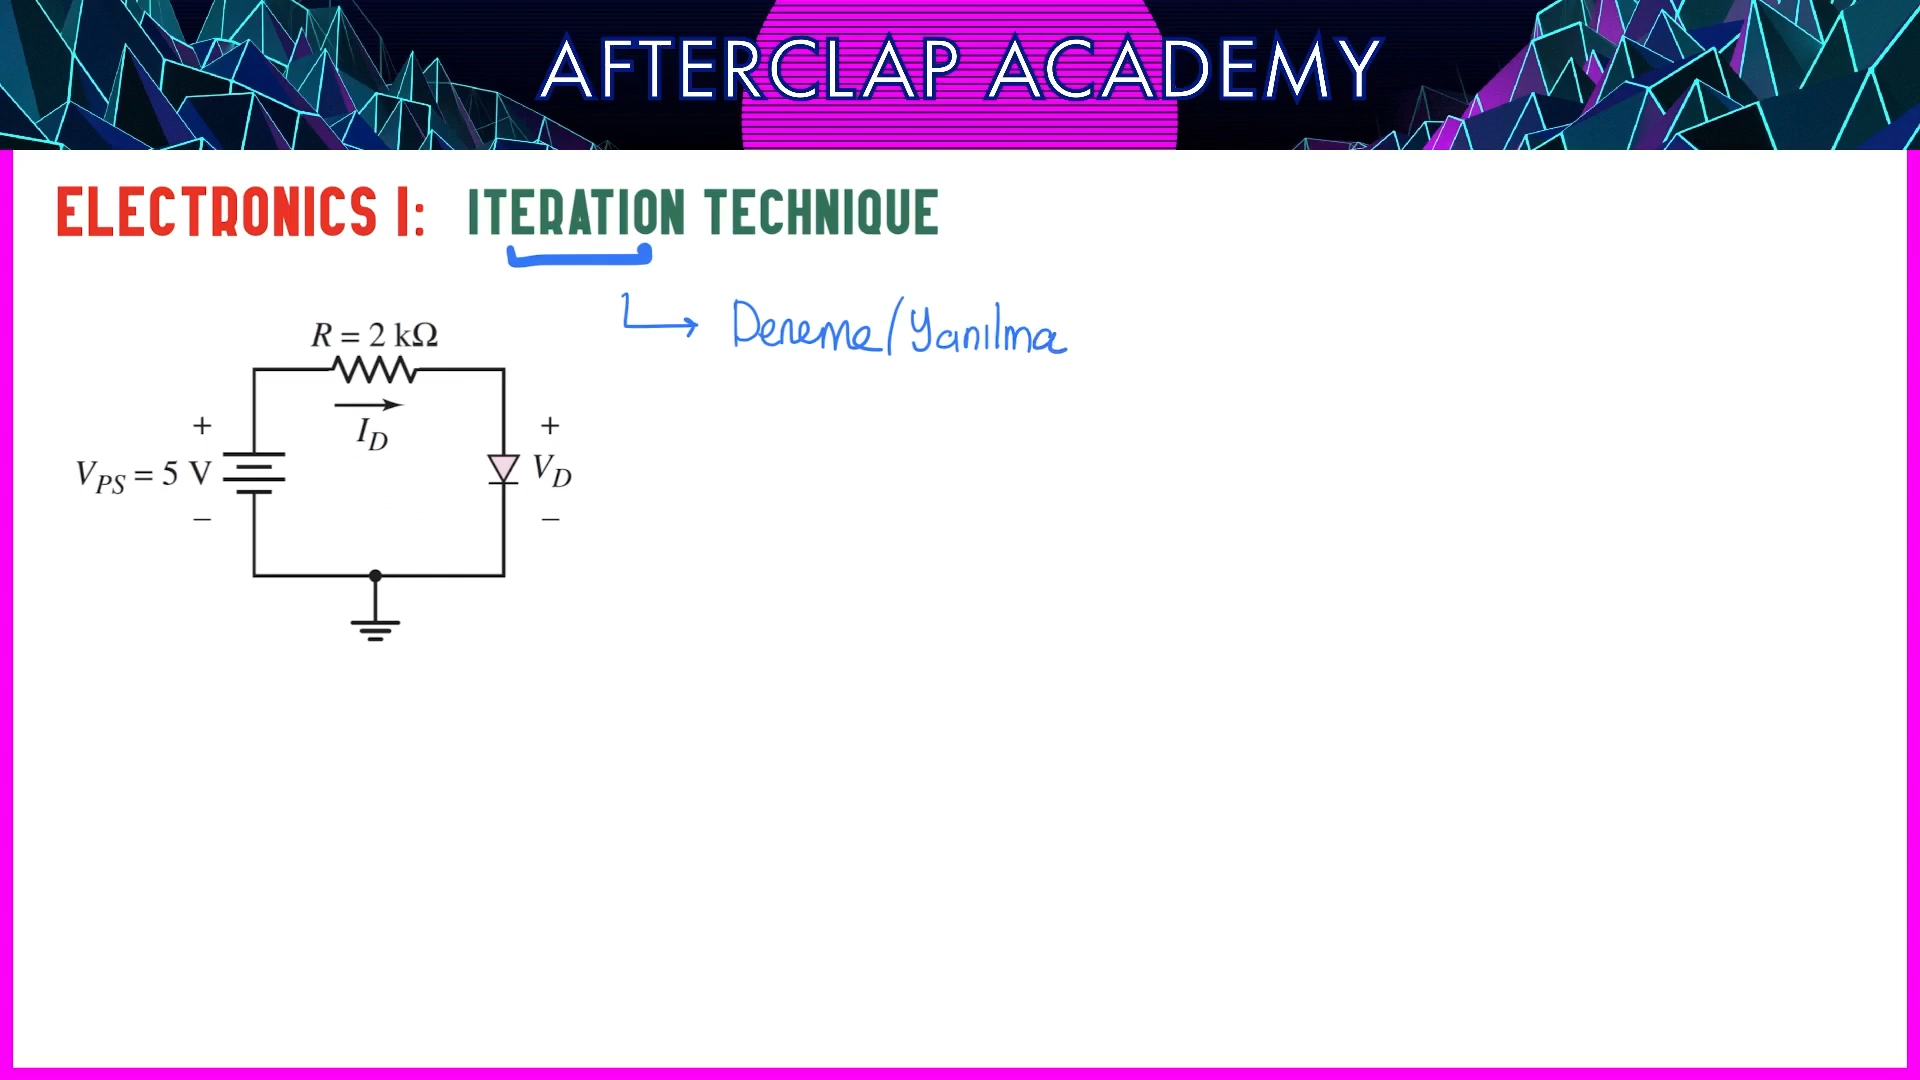 AFTERCLAP ACADEMY
ELECTRONICS I: ITERATION TECHNIQUE
Deneme/Yanılma
R = 2 kΩ
I_D
+
+
V_PS = 5 V
V_D
–
–